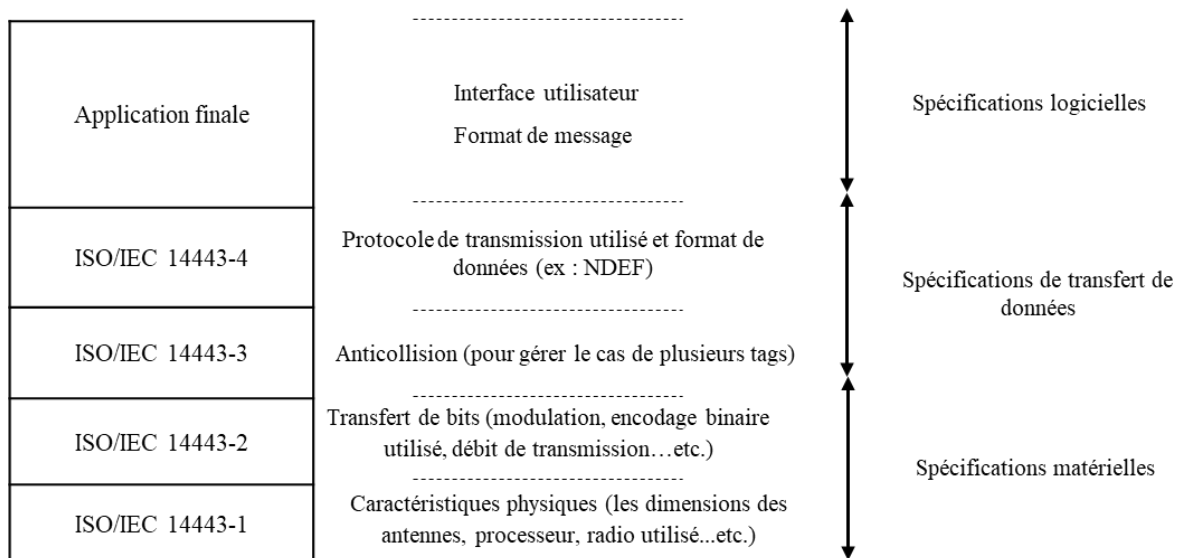 Application finale
Interface utilisateur
Format de message
Spécifications logicielles
ISO/IEC 14443-4
Protocole de transmission utilisé et format de
données (ex : NDEF)
Spécifications de transfert de
données
ISO/IEC 14443-3
Anticollision (pour gérer le cas de plusieurs tags)
ISO/IEC 14443-2
Transfert de bits (modulation, encodage binaire
utilisé, débit de transmission…etc.)
Spécifications matérielles
ISO/IEC 14443-1
Caractéristiques physiques (les dimensions des
antennes, processeur, radio utilisé...etc.)